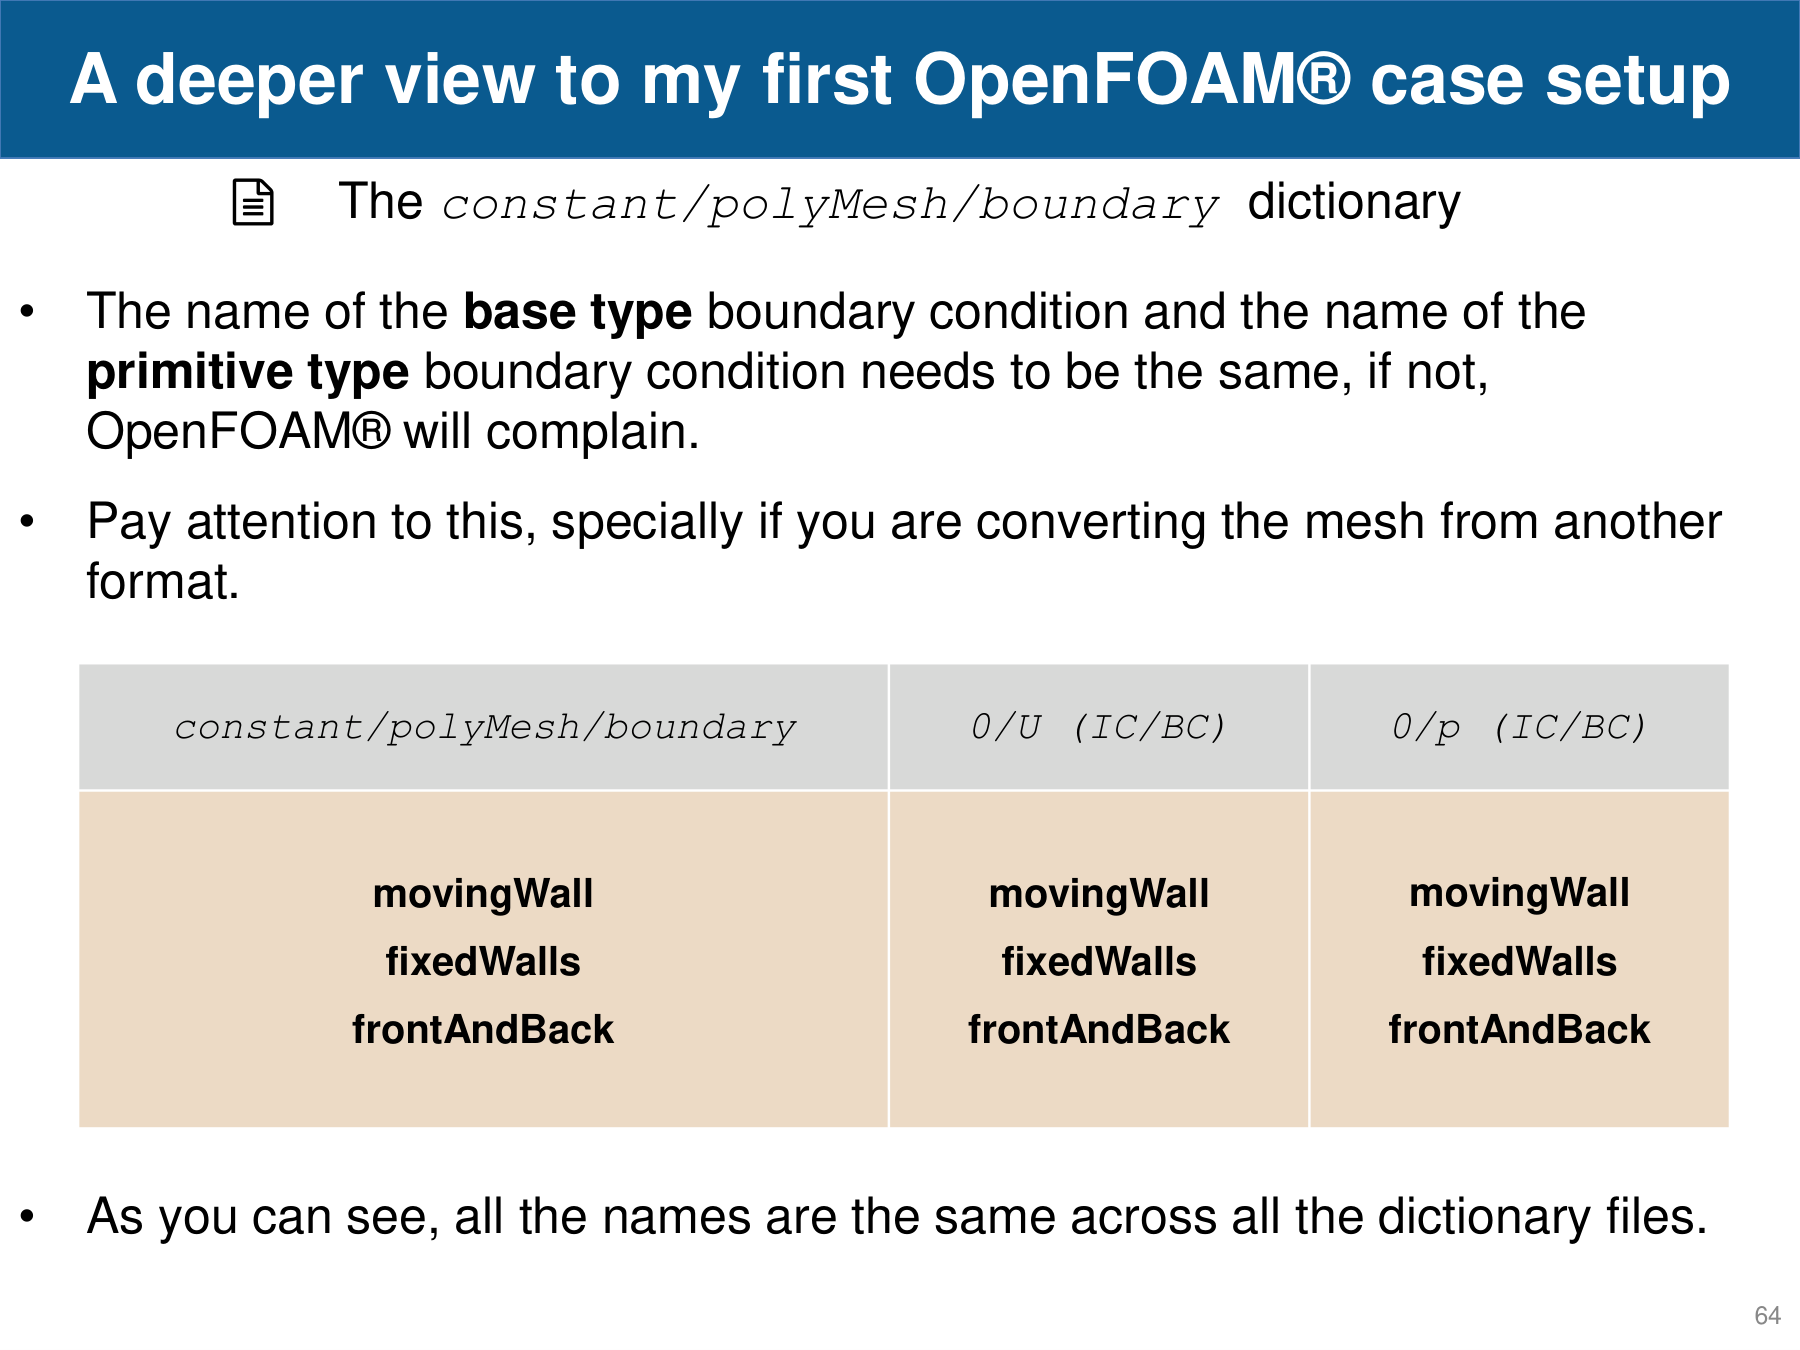 A deeper view to my first OpenFOAM® case setup
The constant/polyMesh/boundary dictionary
• The name of the base type boundary condition and the name of the
primitive type boundary condition needs to be the same, if not,
OpenFOAM® will complain.
• Pay attention to this, specially if you are converting the mesh from another
format.
constant/polyMesh/boundary 0/U (IC/BC) 0/p (IC/BC)
movingWall movingWall movingWall
fixedWalls fixedWalls fixedWalls
frontAndBack frontAndBack frontAndBack
• As you can see, all the names are the same across all the dictionary files.
64